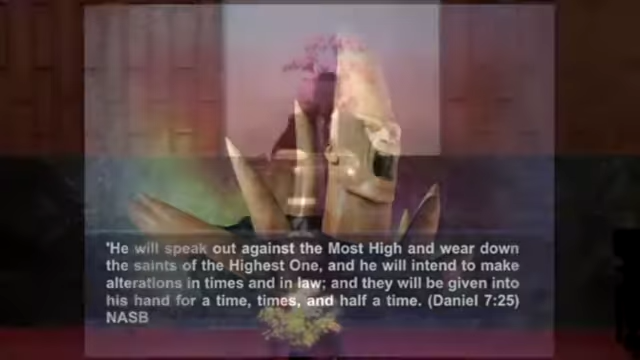 'He will speak out against the Most High and wear down
the saints of the Highest One, and he will intend to make
alterations in times and in law; and they will be given into
his hand for a time, times, and half a time. (Daniel 7:25)
NASB